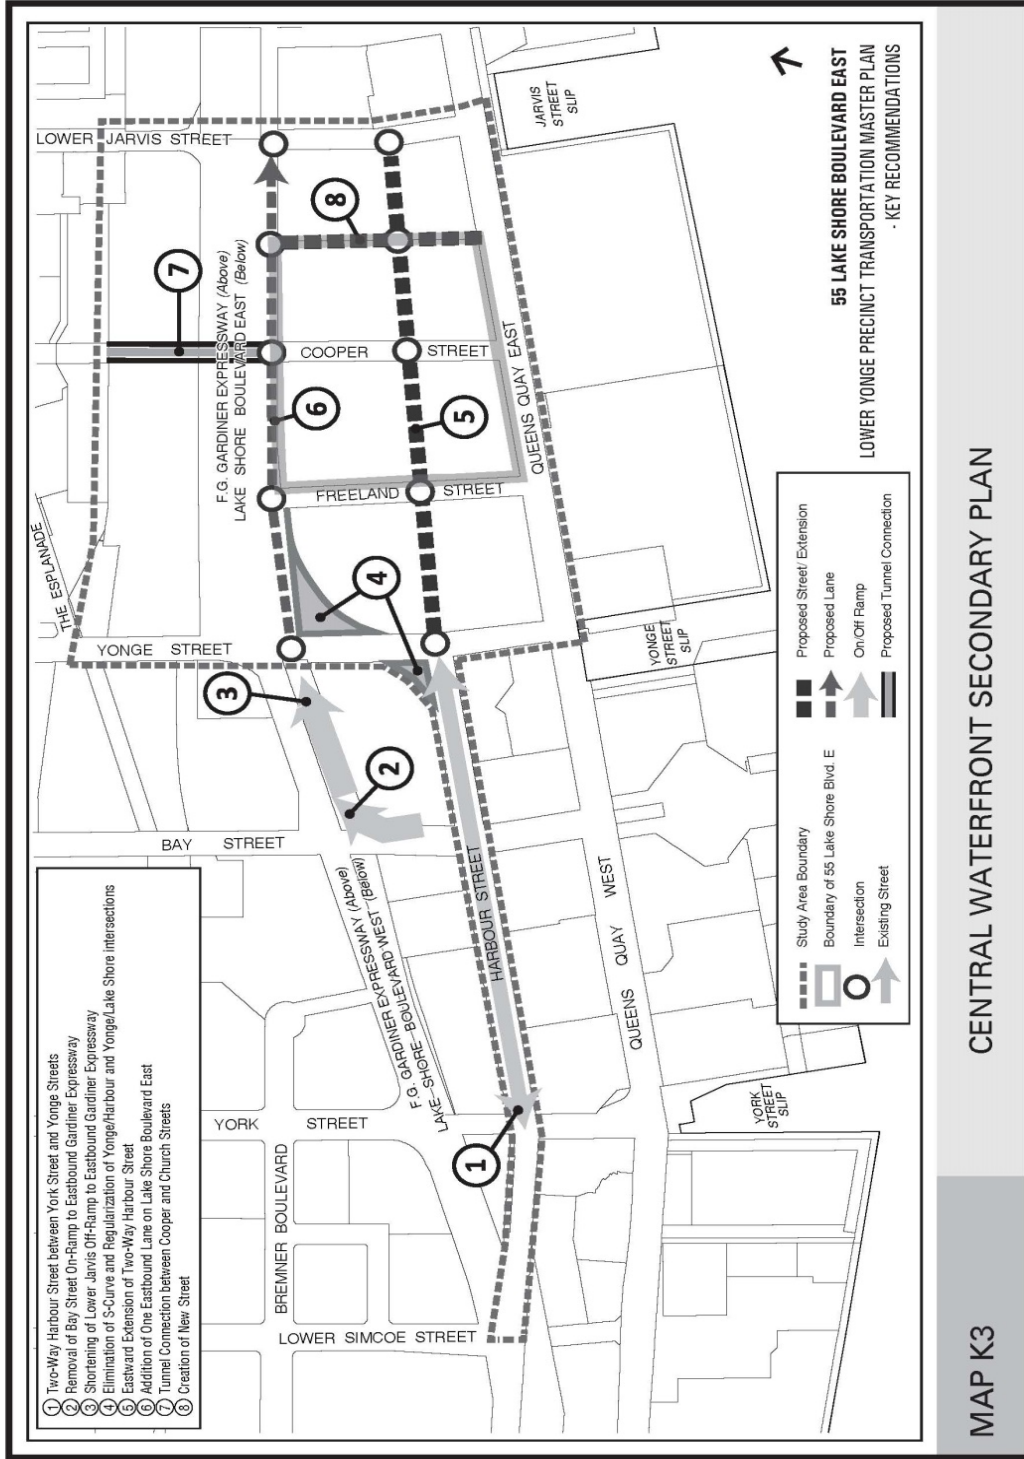 ① Two-Way Harbour Street between York Street and Yonge Streets
② Removal of Bay Street On-Ramp to Eastbound Gardiner Expressway
③ Shortening of Lower Jarvis Off-Ramp to Eastbound Gardiner Expressway
④ Elimination of S-Curve and Regularization of Yonge/Harbour and Yonge/Lake Shore intersections
⑤ Eastward Extension of Two-Way Harbour Street
⑥ Addition of One Eastbound Lane on Lake Shore Boulevard East
⑦ Tunnel Connection between Cooper and Church Streets
⑧ Creation of New Street
THE ESPLANADE
LOWER JARVIS STREET
YONGE STREET
BAY STREET
YORK STREET
BREMNER BOULEVARD
LOWER SIMCOE STREET
F.G. GARDINER EXPRESSWAY (Above)
LAKE SHORE BOULEVARD EAST (Below)
F.G. GARDINER EXPRESSWAY (Above)
LAKE SHORE BOULEVARD WEST (Below)
COOPER STREET
FREELAND STREET
HARBOUR STREET
QUEENS QUAY EAST
QUEENS QUAY WEST
1
2
3
4
5
6
7
8
JARVIS
STREET
SLIP
YONGE
STREET
SLIP
YORK
STREET
SLIP
Study Area Boundary
Boundary of 55 Lake Shore Blvd. E
Intersection
Existing Street
Proposed Street/ Extension
Proposed Lane
On/Off Ramp
Proposed Tunnel Connection
55 LAKE SHORE BOULEVARD EAST
LOWER YONGE PRECINCT TRANSPORTATION MASTER PLAN
- KEY RECOMMENDATIONS
MAP K3
CENTRAL WATERFRONT SECONDARY PLAN